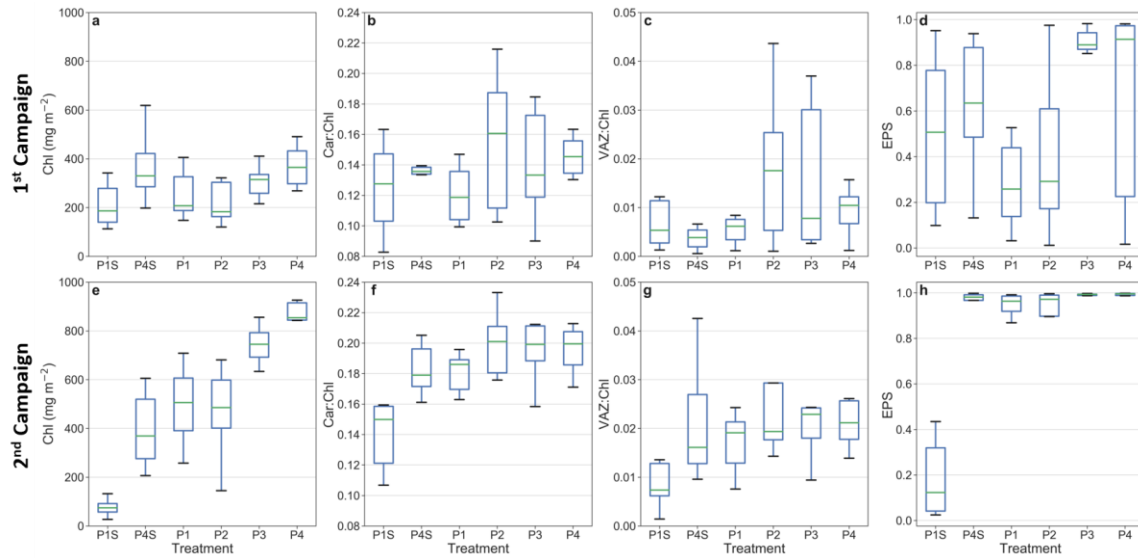 1st Campaign
a
Chl (mg m−2)
1000
800
600
400
200
0
P1S P4S P1 P2 P3 P4
b
Car:Chl
0.24
0.22
0.20
0.18
0.16
0.14
0.12
0.10
0.08
P1S P4S P1 P2 P3 P4
c
VAZ:Chl
0.05
0.04
0.03
0.02
0.01
0.00
P1S P4S P1 P2 P3 P4
d
EPS
1.0
0.8
0.6
0.4
0.2
0.0
P1S P4S P1 P2 P3 P4
2nd Campaign
e
Chl (mg m−2)
1000
800
600
400
200
0
P1S P4S P1 P2 P3 P4
Treatment
f
Car:Chl
0.24
0.22
0.20
0.18
0.16
0.14
0.12
0.10
0.08
P1S P4S P1 P2 P3 P4
Treatment
g
VAZ:Chl
0.05
0.04
0.03
0.02
0.01
0.00
P1S P4S P1 P2 P3 P4
Treatment
h
EPS
1.0
0.8
0.6
0.4
0.2
0.0
P1S P4S P1 P2 P3 P4
Treatment